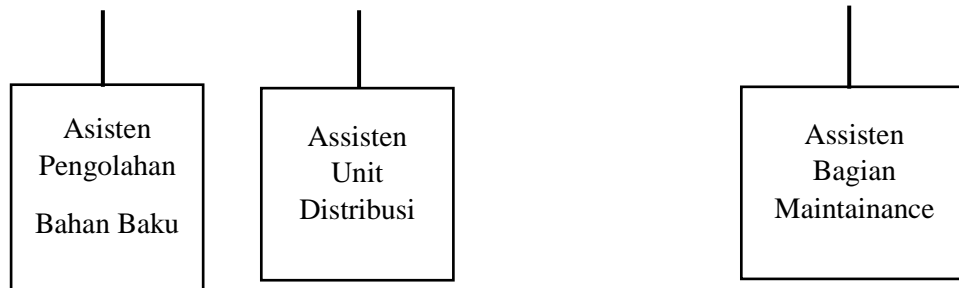 Asisten
Pengolahan
Bahan Baku
Assisten
Unit
Distribusi
Assisten
Bagian
Maintainance